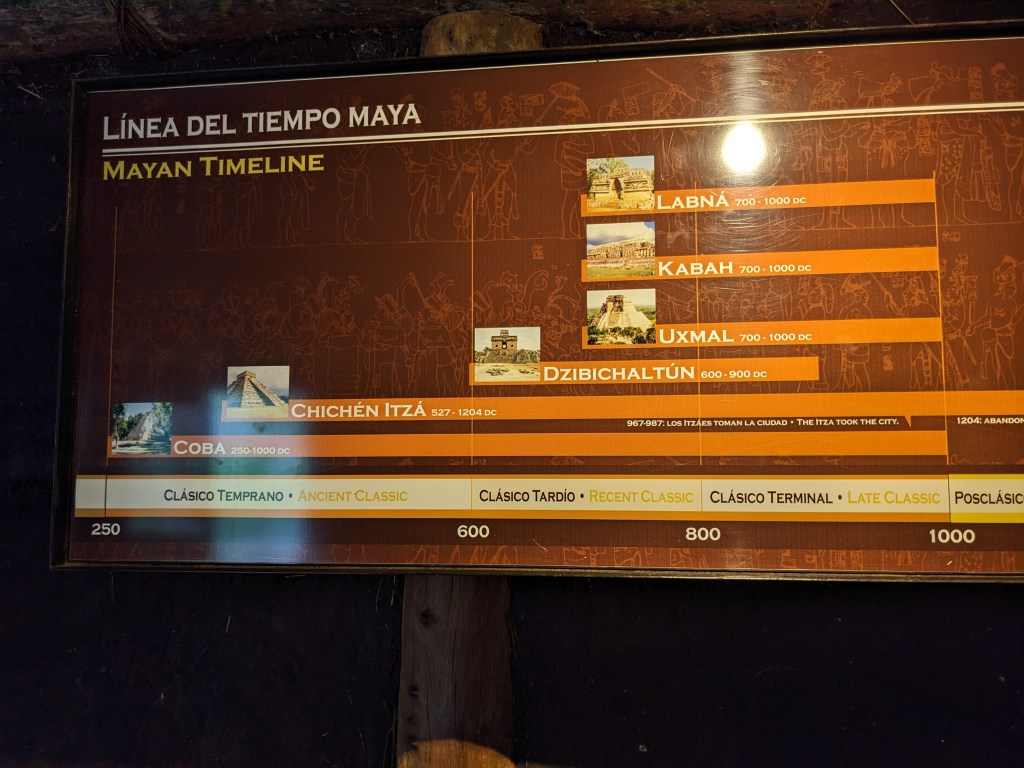 LÍNEA DEL TIEMPO MAYA
MAYAN TIMELINE
LABNÀ 700 - 1000 DC
KABAH 700 - 1000 DC
UXMAL 700 - 1000 DC
DZIBICHALTÚN 600 - 900 DC
CHICHÉN ITZÁ 527 - 1204 DC
967-987: LOS ITZÁES TOMAN LA CIUDAD • THE ITZA TOOK THE CITY.
1204: ABANDON
COBA 250-1000 DC
CLÁSICO TEMPRANO • ANCIENT CLASSIC
CLÁSICO TARDÍO • RECENT CLASSIC
CLÁSICO TERMINAL • LATE CLASSIC
POSCLÁSIC
250
600
800
1000